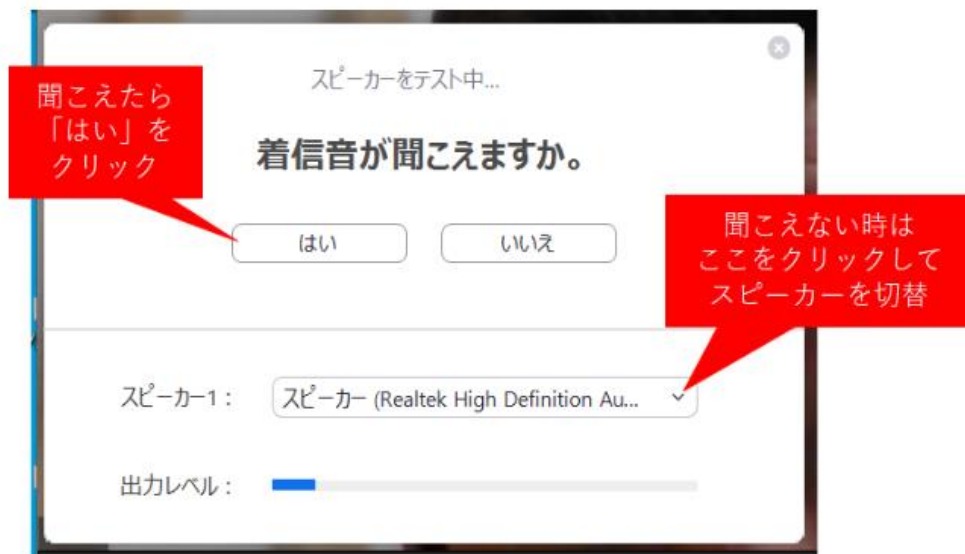 スピーカーをテスト中...
聞こえたら
「はい」を
クリック
着信音が聞こえますか。
はい
いいえ
聞こえない時は
ここをクリックして
スピーカーを切替
スピーカー1：
スピーカー (Realtek High Definition Au...
出力レベル：